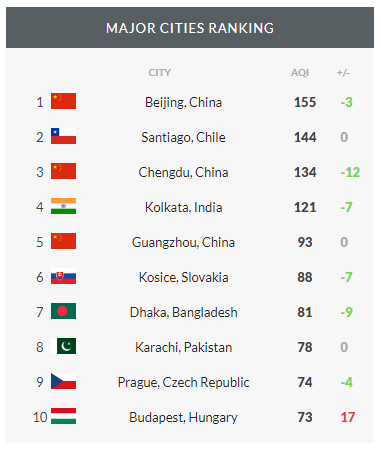 MAJOR CITIES RANKING
CITY AQI +/-
1 Beijing, China 155 -3
2 Santiago, Chile 144 0
3 Chengdu, China 134 -12
4 Kolkata, India 121 -7
5 Guangzhou, China 93 0
6 Kosice, Slovakia 88 -7
7 Dhaka, Bangladesh 81 -9
8 Karachi, Pakistan 78 0
9 Prague, Czech Republic 74 -4
10 Budapest, Hungary 73 17